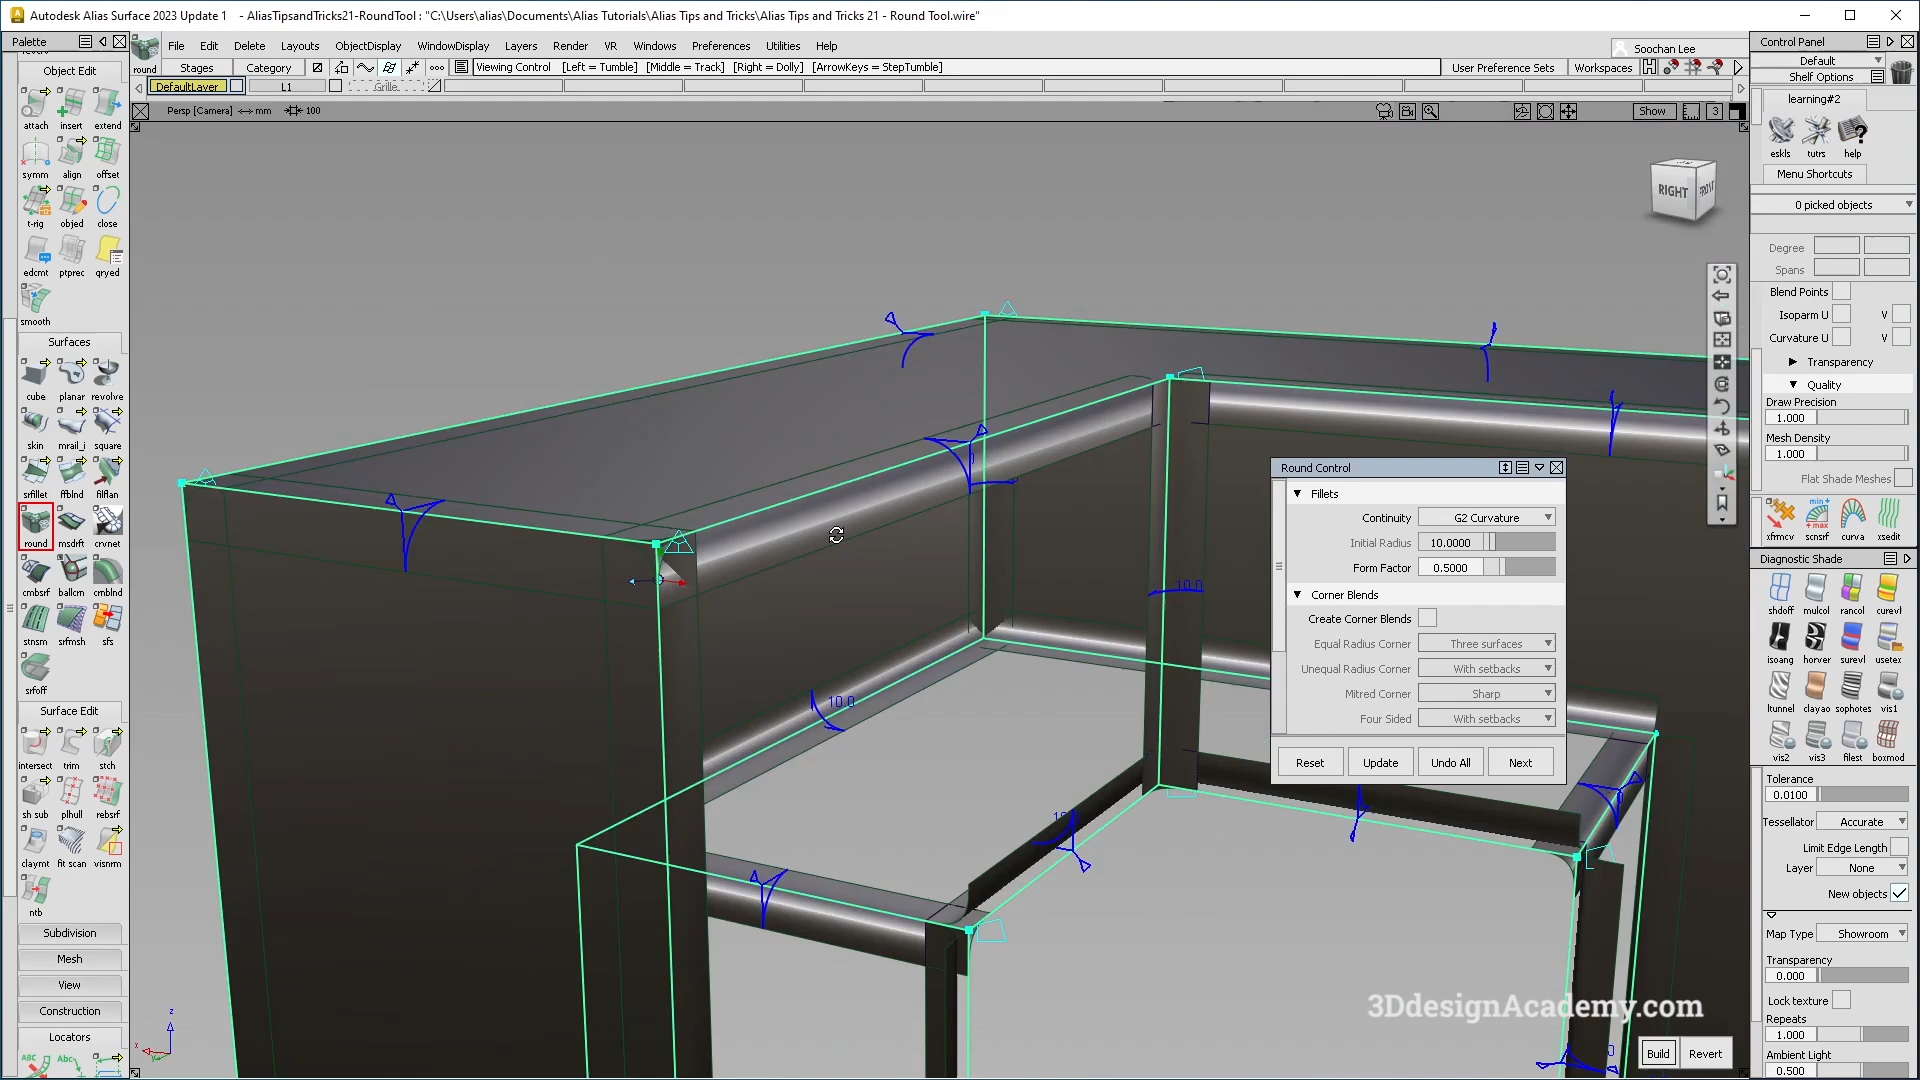 Autodesk Alias Surface 2023 Update 1 - AliasTipsandTricks21-RoundTool : "C:\Users\alias\Documents\Alias Tutorials\Alias Tips and Tricks\Alias Tips and Tricks 21 - Round Tool.wire"
Palette
File Edit Delete Layouts ObjectDisplay WindowDisplay Layers Render VR Windows Preferences Utilities Help
Soochan Lee
round
Stages Category
Viewing Control [Left = Tumble] [Middle = Track] [Right = Dolly] [ArrowKeys = StepTumble]
User Preference Sets Workspaces
DefaultLayer L1 Grille
Persp [Camera] mm 100
Show 3
Object Edit
attach insert extend
symm align offset
t-rig objed close
edcmt ptprec qryed
smooth
Surfaces
cube planar revolve
skin mrail_i square
srfillet ffblnd fillflan
round msdrft crvnet
cmbsrf ballcrn cmblnd
stnsm srfmsh sfs
srfoff
Surface Edit
intersect trim stch
sh sub plhull rebsrf
claymt fit scan visnrm
ntb
Subdivision
Mesh
View
Construction
Locators
ABC Abc
RIGHT FRONT
10.0
10.0
0
z
x
Round Control
Fillets
Continuity G2 Curvature
Initial Radius 10.0000
Form Factor 0.5000
Corner Blends
Create Corner Blends
Equal Radius Corner Three surfaces
Unequal Radius Corner With setbacks
Mitred Corner Sharp
Four Sided With setbacks
Reset Update Undo All Next
3DdesignAcademy.com
Build Revert
Control Panel
Default
Shelf Options
learning#2
eskls tutrs help
Menu Shortcuts
0 picked objects
Degree
Spans
Blend Points
Isoparm U V
Curvature U V
Transparency
Quality
Draw Precision
1.000
Mesh Density
1.000
Flat Shade Meshes
min+ +max
xfrmcv scnsrf curva xsedit
Diagnostic Shade
shdoff mulcol rancol curevl
isoang horver surevl usetex
ltunnel clayao sophotes vis1
vis2 vis3 filest boxmod
Tolerance
0.0100
Tessellator Accurate
Limit Edge Length
Layer None
New objects
Map Type Showroom
Transparency
0.000
Lock texture
Repeats
1.000
Ambient Light
0.500